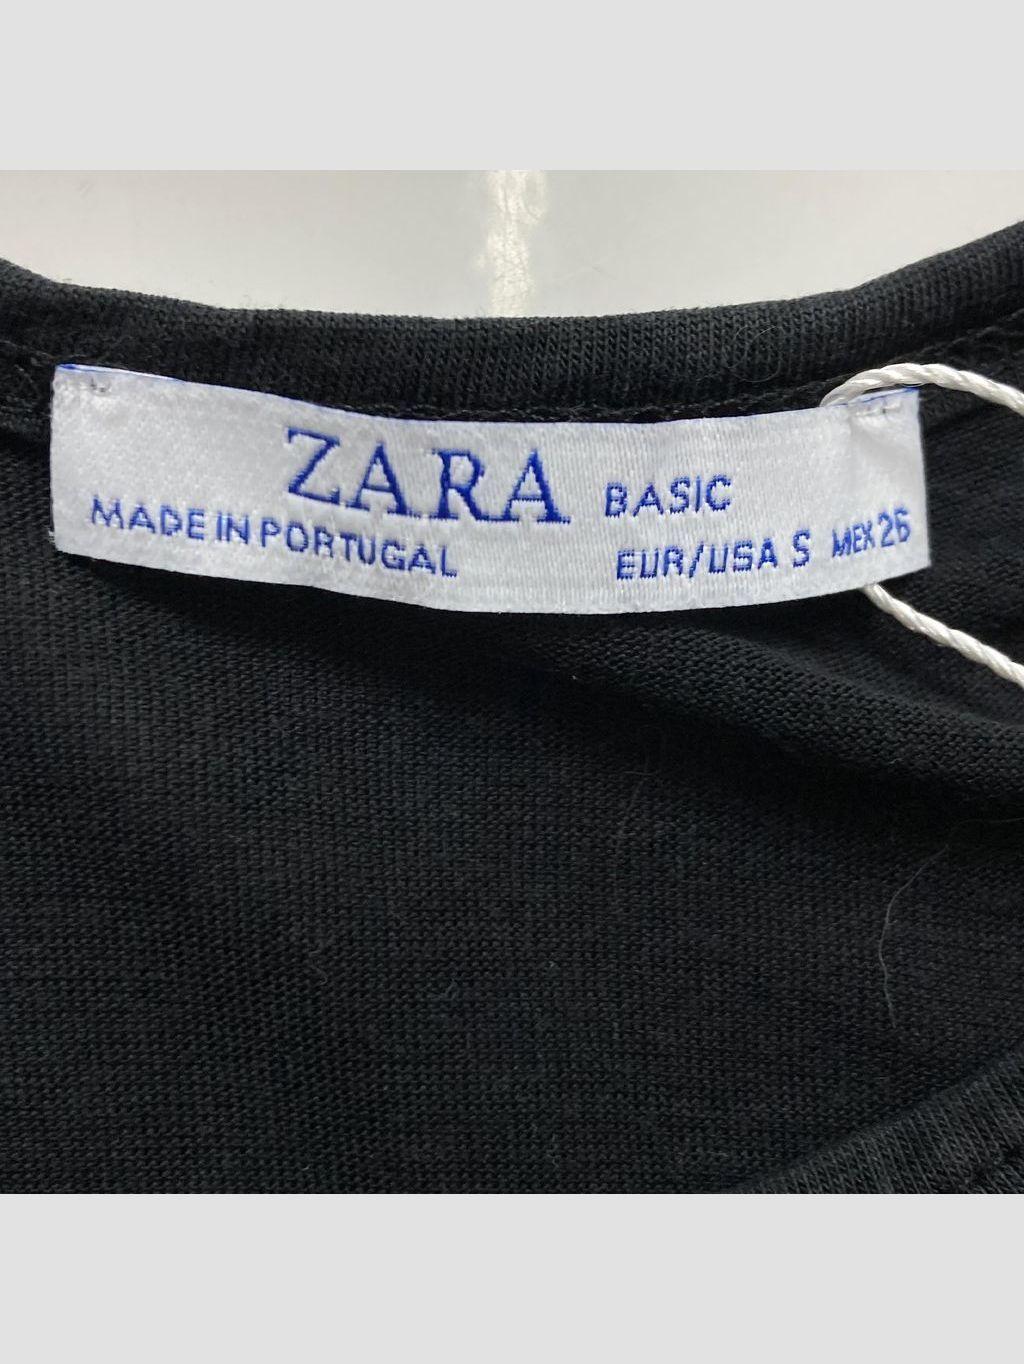 ZARA BASIC
MADE IN PORTUGAL EUR/USA S MEX 26